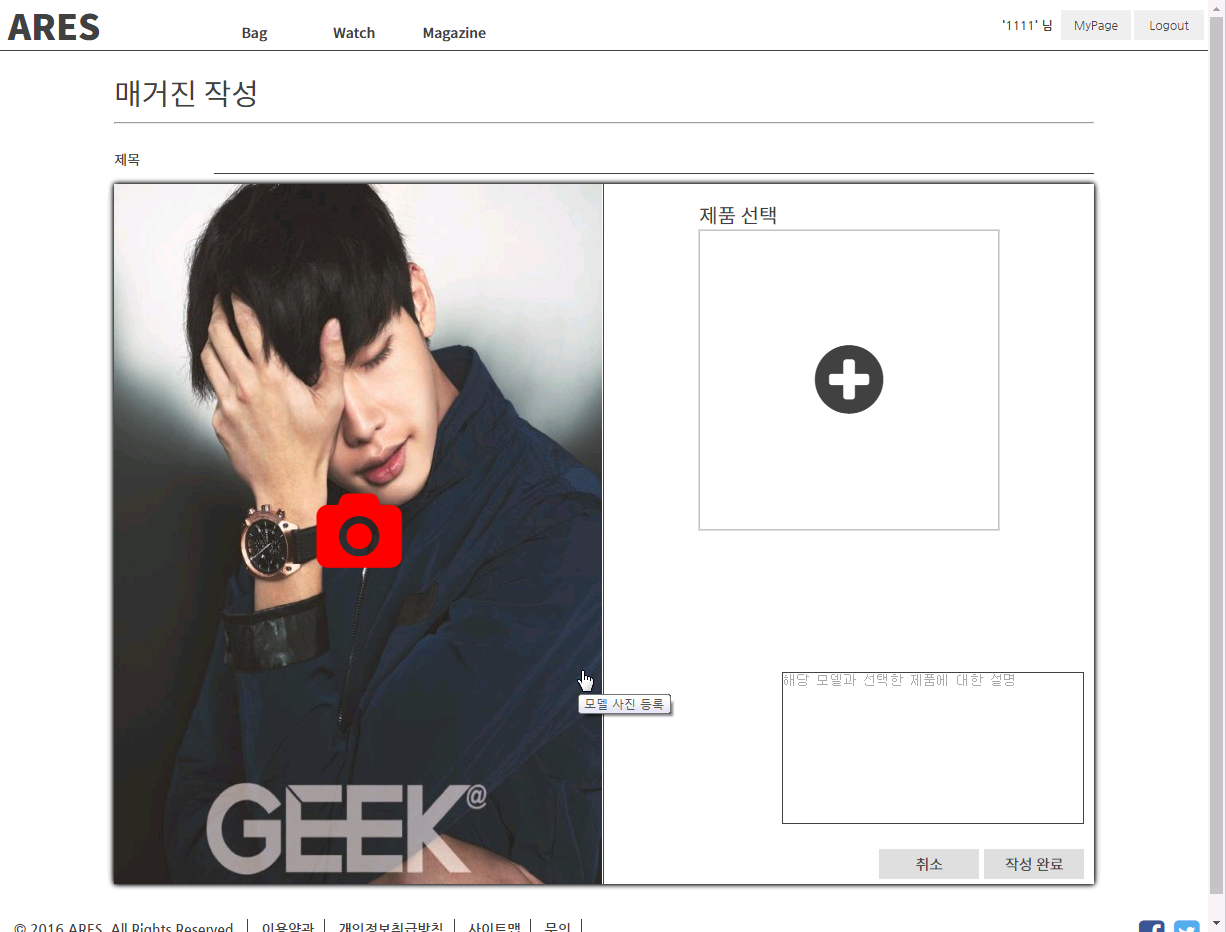 ARES
Bag Watch Magazine
'1111' 님 MyPage Logout
매거진 작성
제목
제품 선택
해당 모델과 선택한 제품에 대한 설명
모델 사진 등록
GEEK@
취소 작성 완료
© 2016 ARES. All Rights Reserved 이용약관 개인정보취급방침 사이트맵 문의